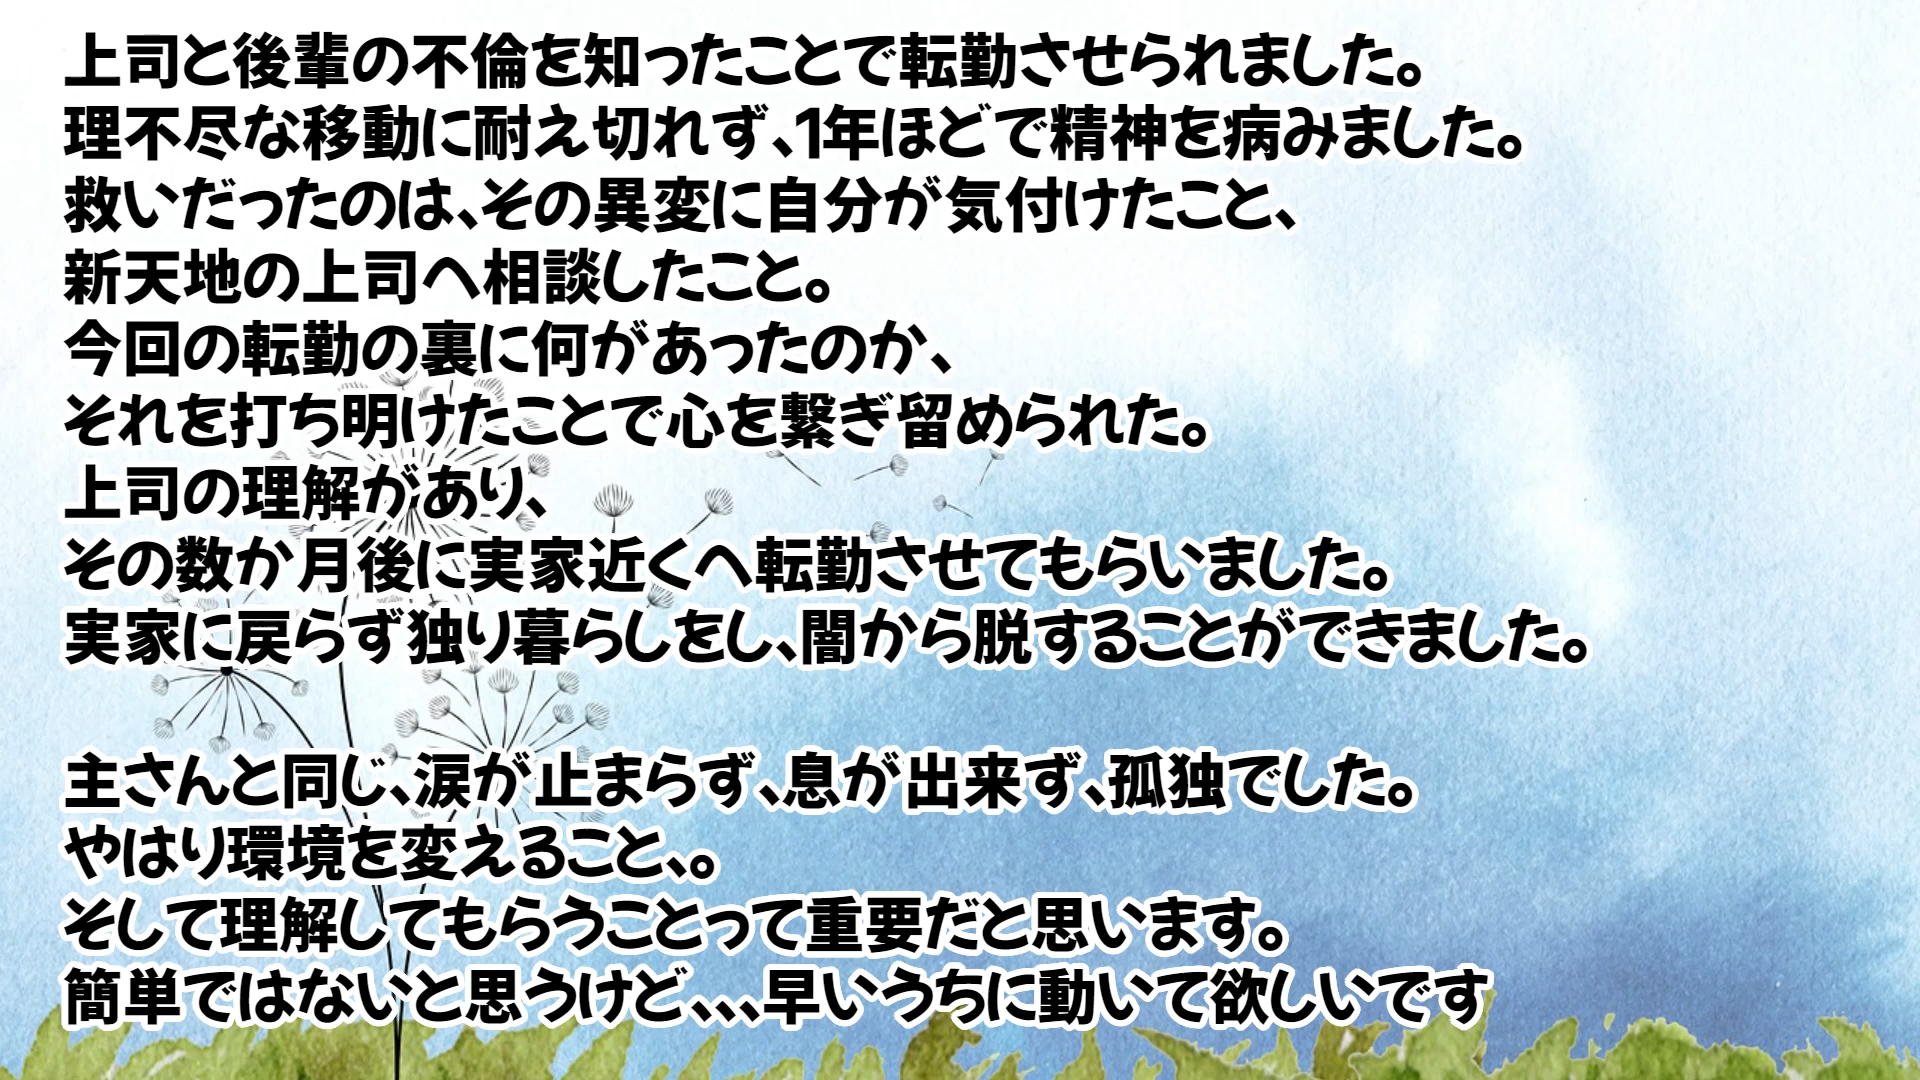 上司と後輩の不倫を知ったことで転勤させられました。
理不尽な移動に耐え切れず、1年ほどで精神を病みました。
救いだったのは、その異変に自分が気付けたこと、
新天地の上司へ相談したこと。
今回の転勤の裏に何があったのか、
それを打ち明けたことで心を繋ぎ留められた。
上司の理解があり、
その数か月後に実家近くへ転勤させてもらいました。
実家に戻らず独り暮らしをし、闇から脱することができました。
主さんと同じ、涙が止まらず、息が出来ず、孤独でした。
やはり環境を変えること、。
そして理解してもらうことって重要だと思います。
簡単ではないと思うけど、、、早いうちに動いて欲しいです